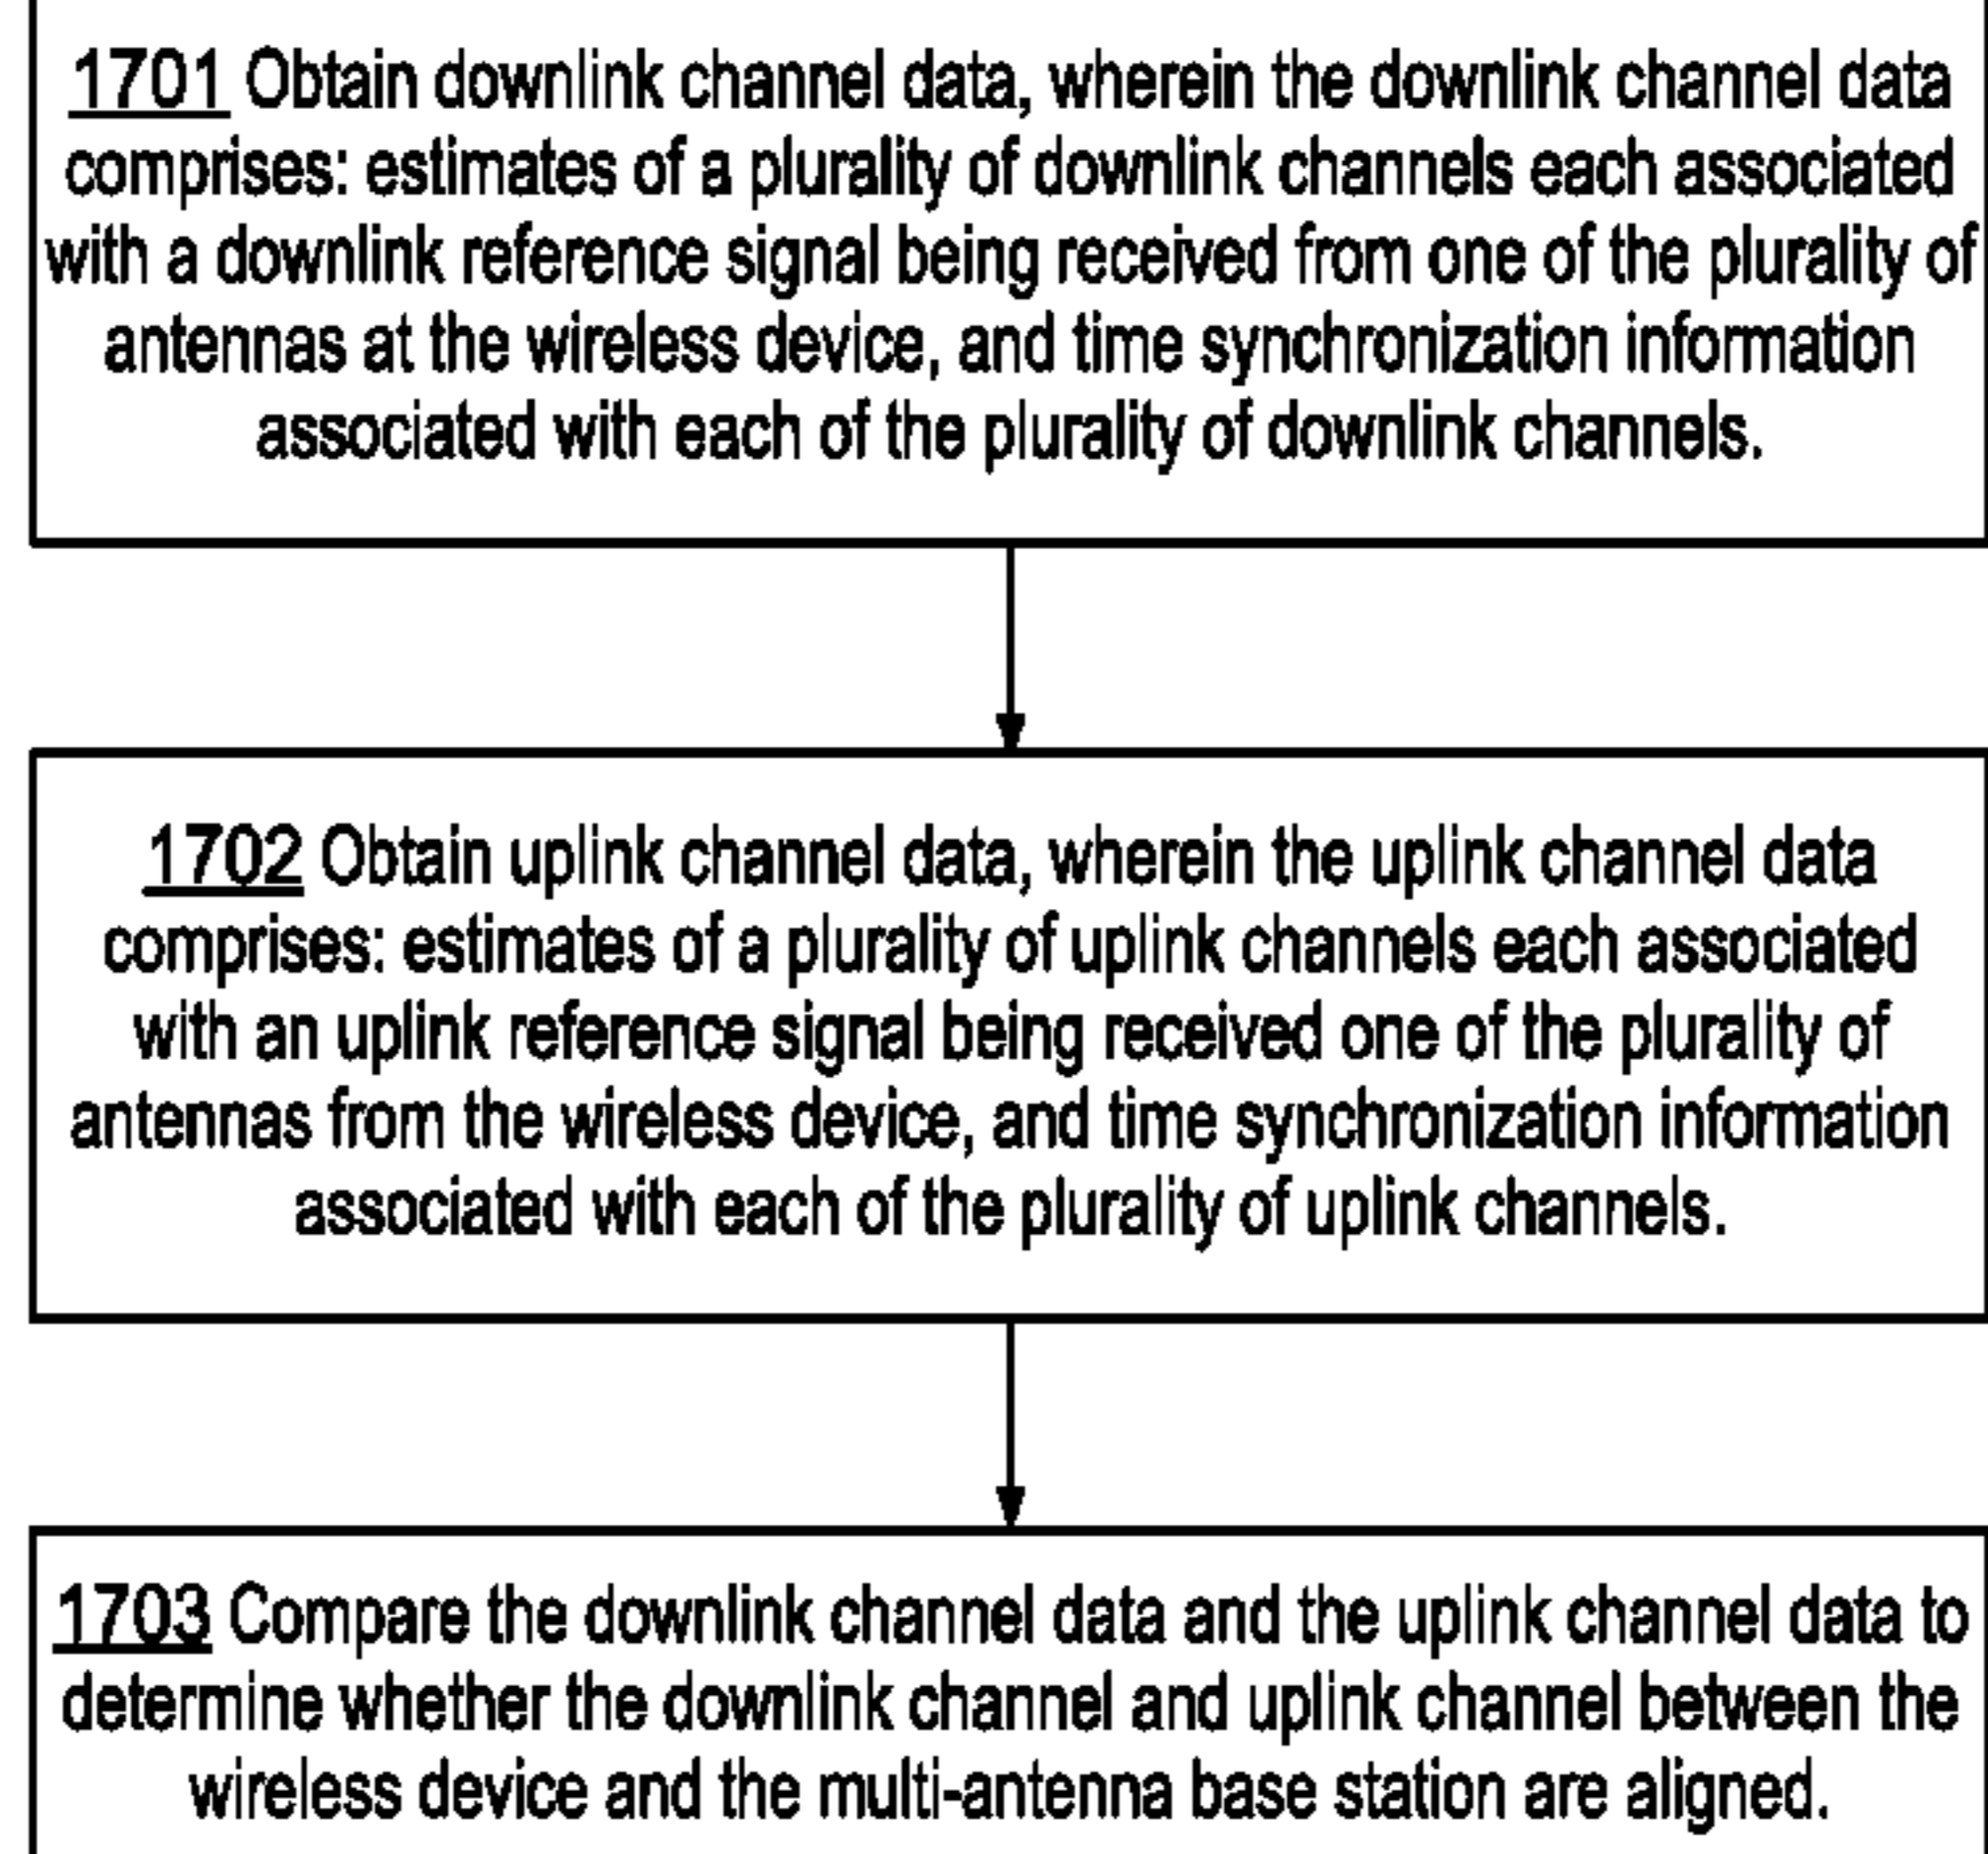 1701 Obtain downlink channel data, wherein the downlink channel data
comprises: estimates of a plurality of downlink channels each associated
with a downlink reference signal being received from one of the plurality of
antennas at the wireless device, and time synchronization information
associated with each of the plurality of downlink channels.
1702 Obtain uplink channel data, wherein the uplink channel data
comprises: estimates of a plurality of uplink channels each associated
with an uplink reference signal being received one of the plurality of
antennas from the wireless device, and time synchronization information
associated with each of the plurality of uplink channels.
1703 Compare the downlink channel data and the uplink channel data to
determine whether the downlink channel and uplink channel between the
wireless device and the multi-antenna base station are aligned.